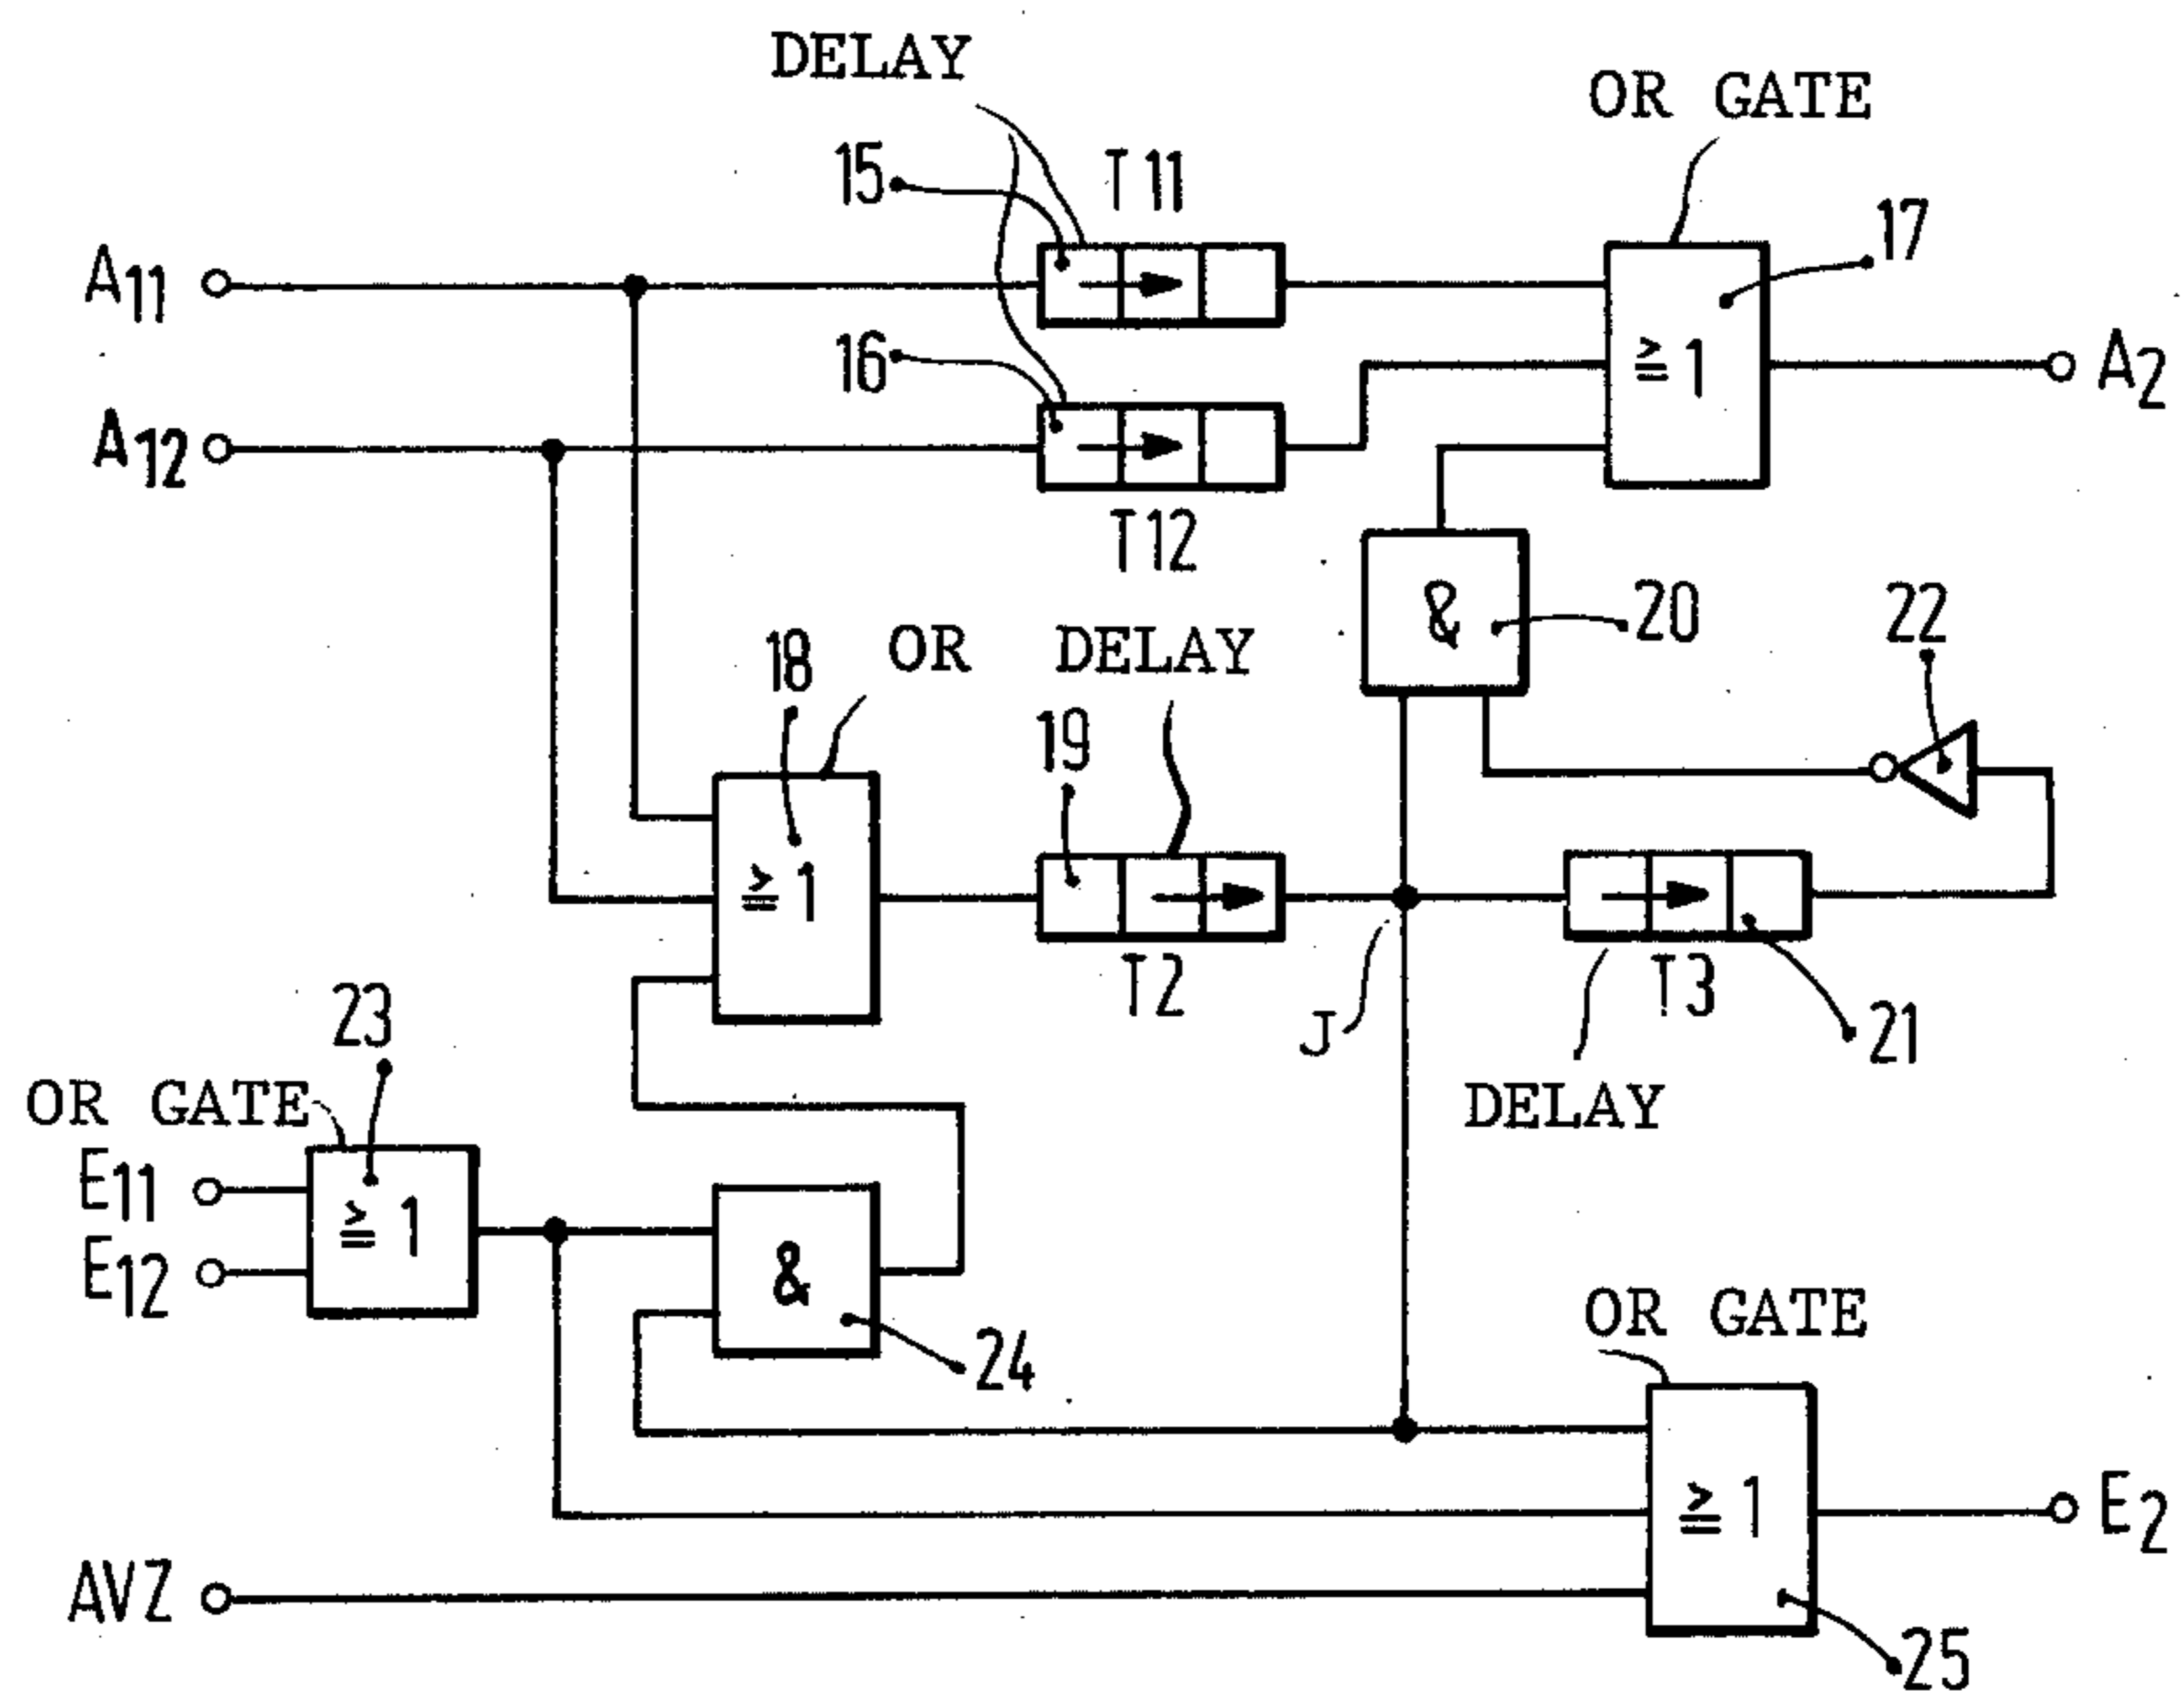 DELAY
OR GATE
15
T11
17
A11
16
≧1
A2
A12
T12
&
20
22
18
OR
DELAY
19
≧1
T2
J
T3
21
23
DELAY
OR GATE
E11
≧1
E12
&
24
OR GATE
≧1
E2
AVZ
25